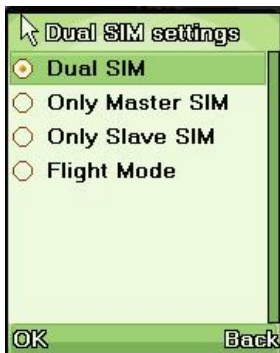 Dual SIM settings
Dual SIM
Only Master SIM
Only Slave SIM
Flight Mode
OK Back